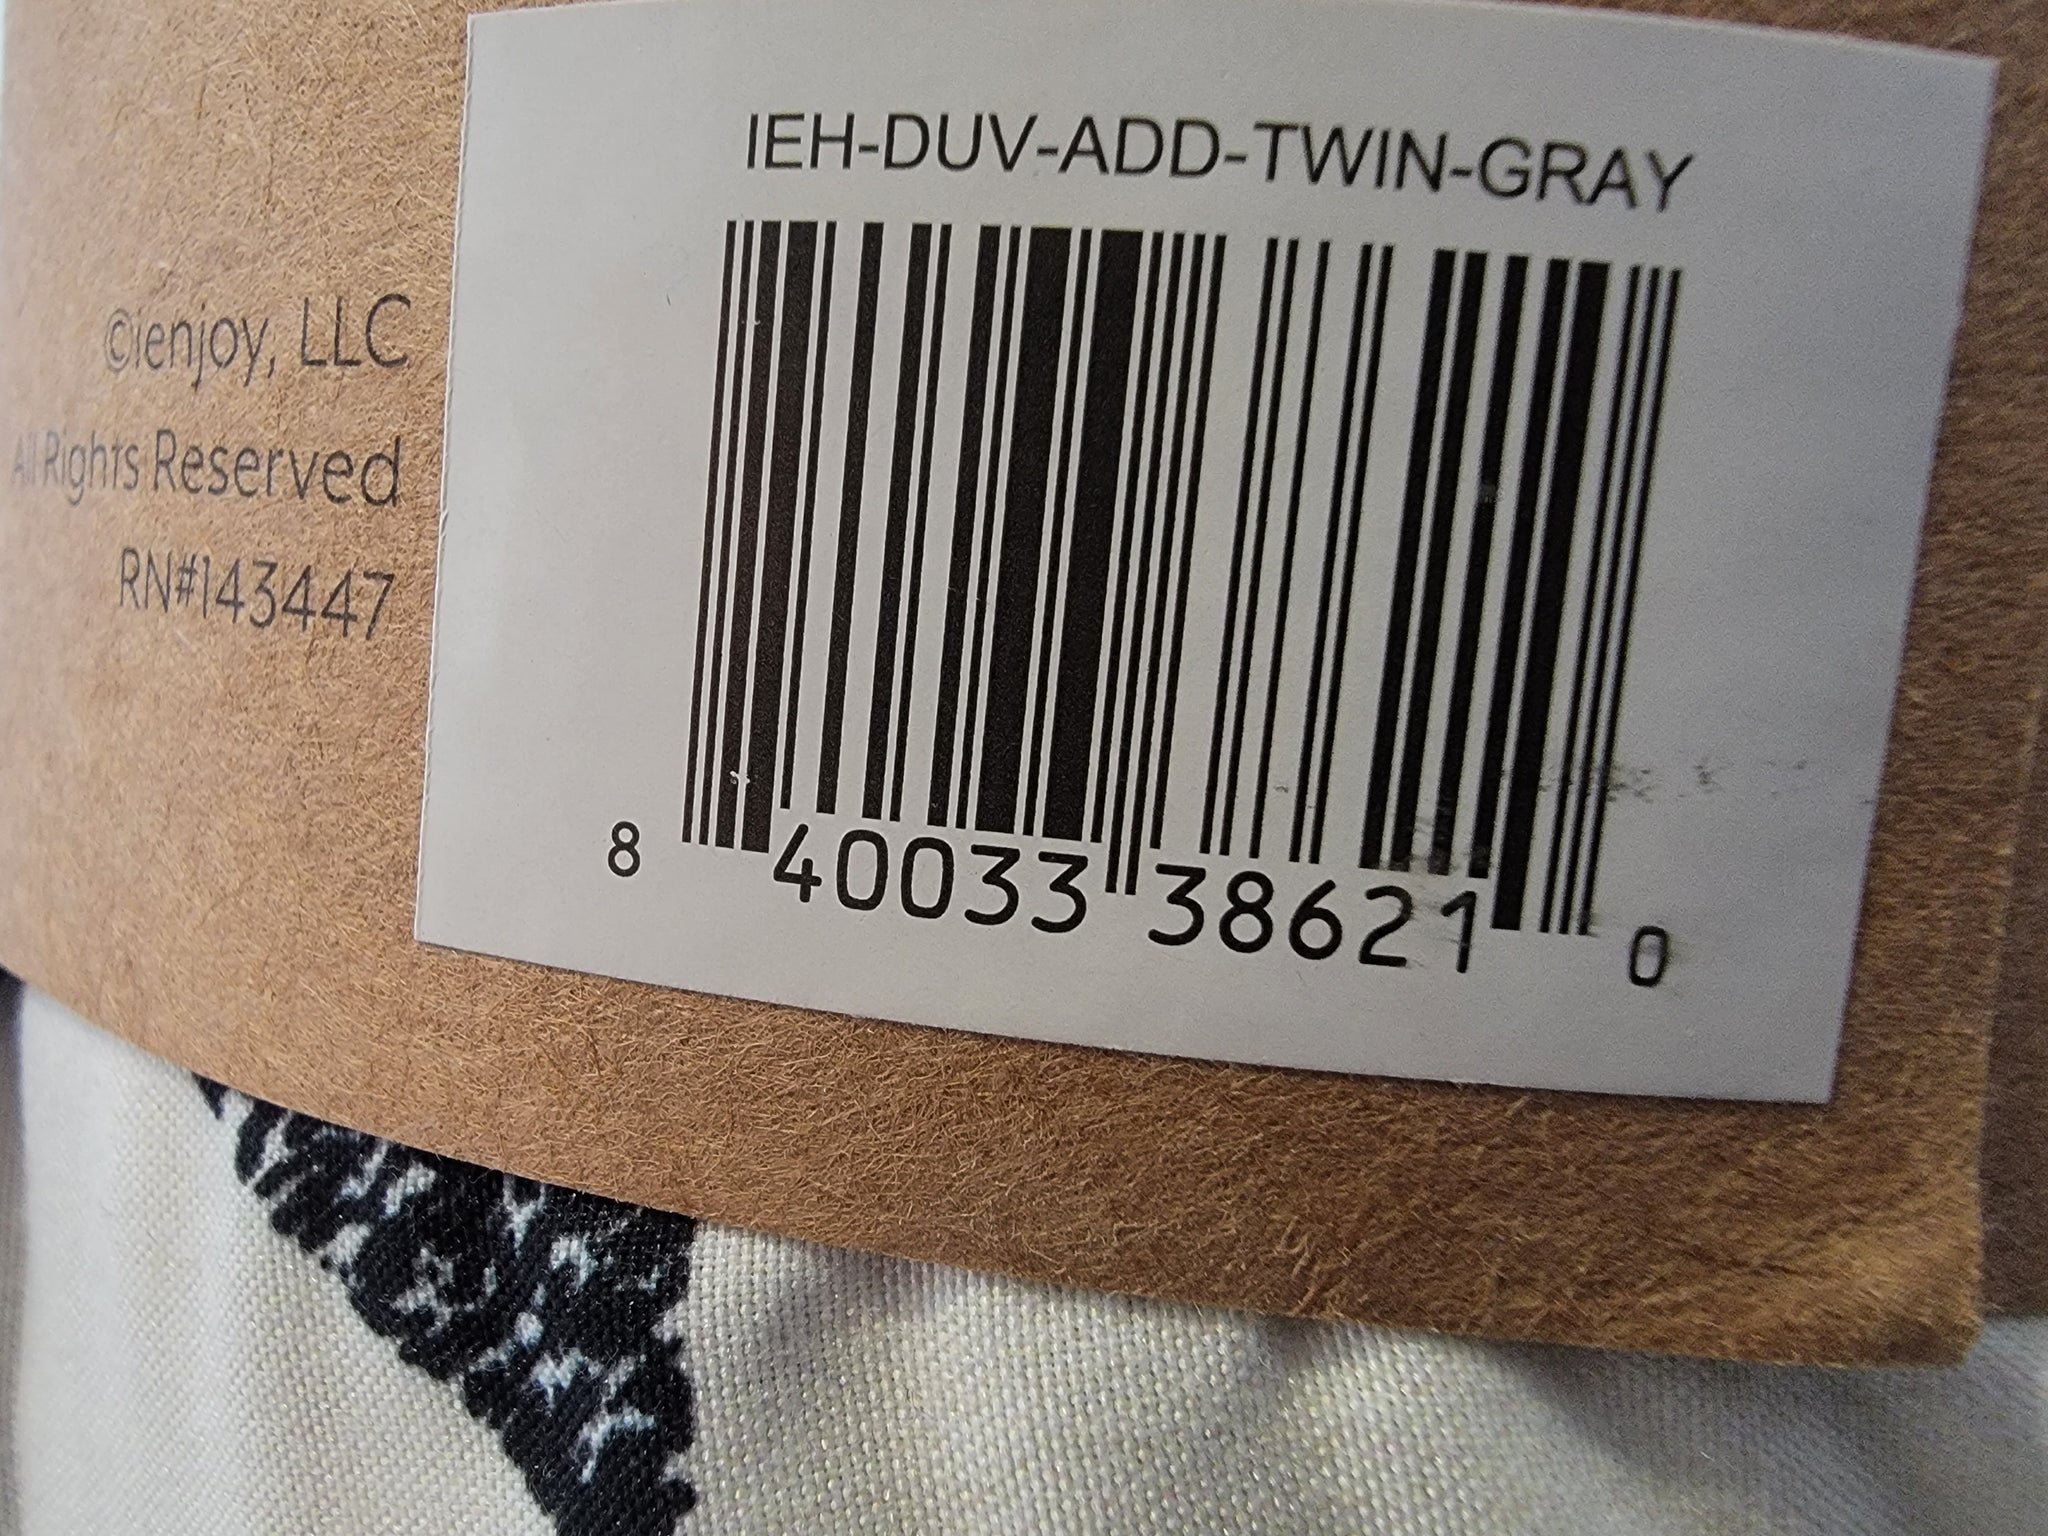 IEH-DUV-ADD-TWIN-GRAY
©ienjoy, LLC
All Rights Reserved
RN#143447
8 40033 38621 0